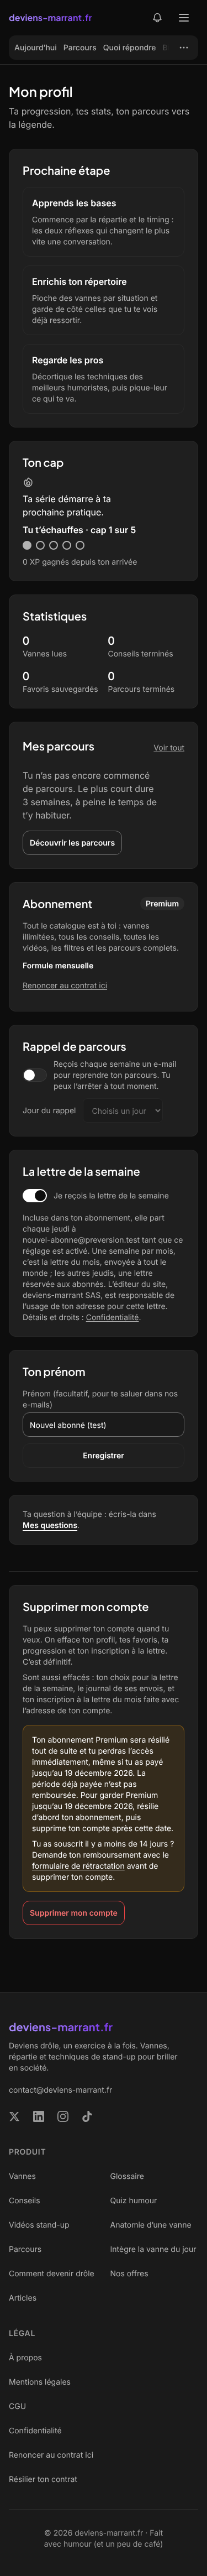 deviens-marrant.fr
Aujourd'hui Parcours Quoi répondre
Mon profil
Ta progression, tes stats, ton parcours vers
la légende.
Prochaine étape
Apprends les bases
Commence par la répartie et le timing :
les deux réflexes qui changent le plus
vite une conversation.
Enrichis ton répertoire
Pioche des vannes par situation et
garde de côté celles que tu te vois
déjà ressortir.
Regarde les pros
Décortique les techniques des
meilleurs humoristes, puis pique-leur
ce qui te va.
Ton cap
Ta série démarre à ta
prochaine pratique.
Tu t'échauffes · cap 1 sur 5
0 XP gagnés depuis ton arrivée
Statistiques
0 0
Vannes lues Conseils terminés
0 0
Favoris sauvegardés Parcours terminés
Mes parcours Voir tout
Tu n'as pas encore commencé
de parcours. Le plus court dure
3 semaines, à peine le temps de
t'y habituer.
Découvrir les parcours
Abonnement Premium
Tout le catalogue est à toi : vannes
illimitées, tous les conseils, toutes les
vidéos, les filtres et les parcours complets.
Formule mensuelle
Renoncer au contrat ici
Rappel de parcours
Reçois chaque semaine un e-mail
pour reprendre ton parcours. Tu
peux l'arrêter à tout moment.
Jour du rappel Choisis un jour
La lettre de la semaine
Je reçois la lettre de la semaine
Incluse dans ton abonnement, elle part
chaque jeudi à
nouvel-abonne@preversion.test tant que ce
réglage est activé. Une semaine par mois,
c'est la lettre du mois, envoyée à tout le
monde ; les autres jeudis, une lettre
réservée aux abonnés. L'éditeur du site,
deviens-marrant SAS, est responsable de
l'usage de ton adresse pour cette lettre.
Détails et droits : Confidentialité.
Ton prénom
Prénom (facultatif, pour te saluer dans nos
e-mails)
Nouvel abonné (test)
Enregistrer
Ta question à l'équipe : écris-la dans
Mes questions.
Supprimer mon compte
Tu peux supprimer ton compte quand tu
veux. On efface ton profil, tes favoris, ta
progression et ton inscription à la lettre.
C'est définitif.
Sont aussi effacés : ton choix pour la lettre
de la semaine, le journal de ses envois, et
ton inscription à la lettre du mois faite avec
l'adresse de ton compte.
Ton abonnement Premium sera résilié
tout de suite et tu perdras l'accès
immédiatement, même si tu as payé
jusqu'au 19 décembre 2026. La
période déjà payée n'est pas
remboursée. Pour garder Premium
jusqu'au 19 décembre 2026, résilie
d'abord ton abonnement, puis
supprime ton compte après cette date.
Tu as souscrit il y a moins de 14 jours ?
Demande ton remboursement avec le
formulaire de rétractation avant de
supprimer ton compte.
Supprimer mon compte
deviens-marrant.fr
Deviens drôle, un exercice à la fois. Vannes,
répartie et techniques de stand-up pour briller
en société.
contact@deviens-marrant.fr
PRODUIT
Vannes Glossaire
Conseils Quiz humour
Vidéos stand-up Anatomie d'une vanne
Parcours Intègre la vanne du jour
Comment devenir drôle Nos offres
Articles
LÉGAL
À propos
Mentions légales
CGU
Confidentialité
Renoncer au contrat ici
Résilier ton contrat
© 2026 deviens-marrant.fr · Fait
avec humour (et un peu de café)